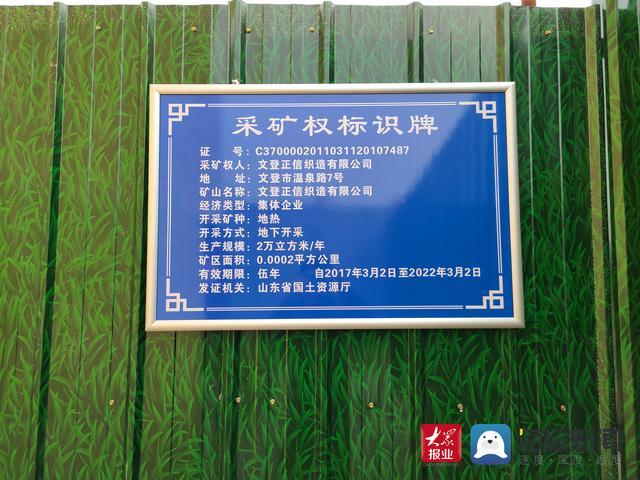 采矿权标识牌
证　　号：C3700002011031120107487
采矿权人：文登正信织造有限公司
地　　址：文登市温泉路7号
矿山名称：文登正信织造有限公司
经济类型：集体企业
开采矿种：地热
开采方式：地下开采
生产规模：2万立方米/年
矿区面积：0.0002平方公里
有效期限：伍年　　自2017年3月2日至2022年3月2日
发证机关：山东省国土资源厅
大众
报业
速度·深度·温度